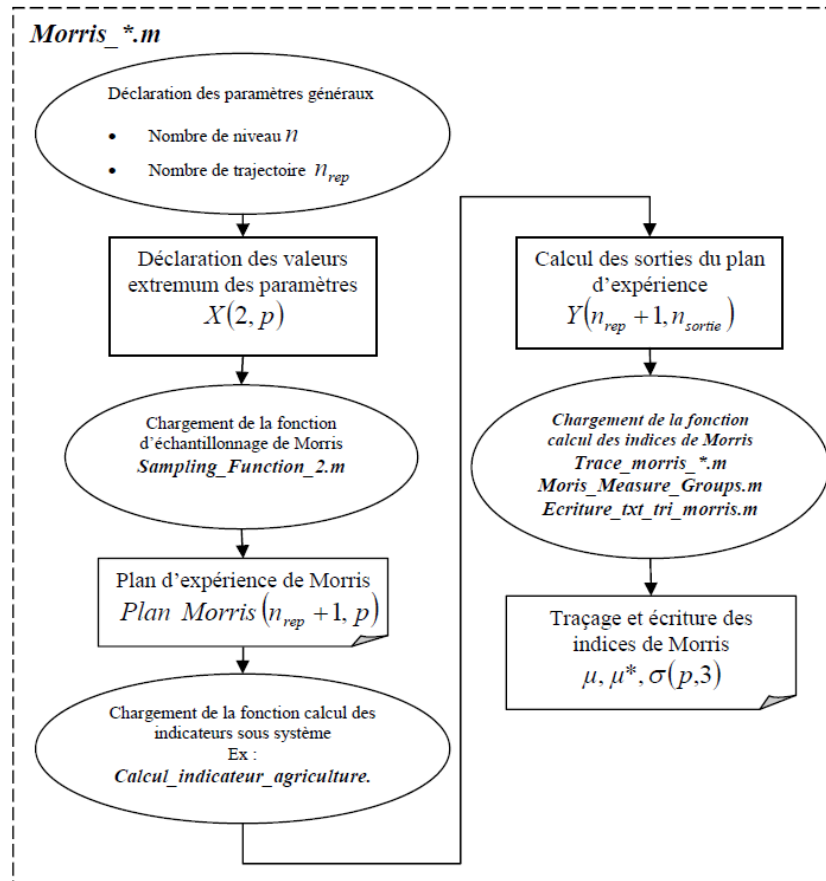 Morris_*.m
Déclaration des paramètres généraux
• Nombre de niveau n
• Nombre de trajectoire n_rep
Déclaration des valeurs
extremum des paramètres
X(2, p)
Chargement de la fonction
d'échantillonnage de Morris
Sampling_Function_2.m
Plan d'expérience de Morris
Plan Morris(n_rep + 1, p)
Chargement de la fonction calcul des
indicateurs sous système
Ex :
Calcul_indicateur_agriculture.
Calcul des sorties du plan
d'expérience
Y(n_rep + 1, n_sortie)
Chargement de la fonction
calcul des indices de Morris
Trace_morris_*.m
Moris_Measure_Groups.m
Ecriture_txt_tri_morris.m
Traçage et écriture des
indices de Morris
μ, μ*, σ(p,3)